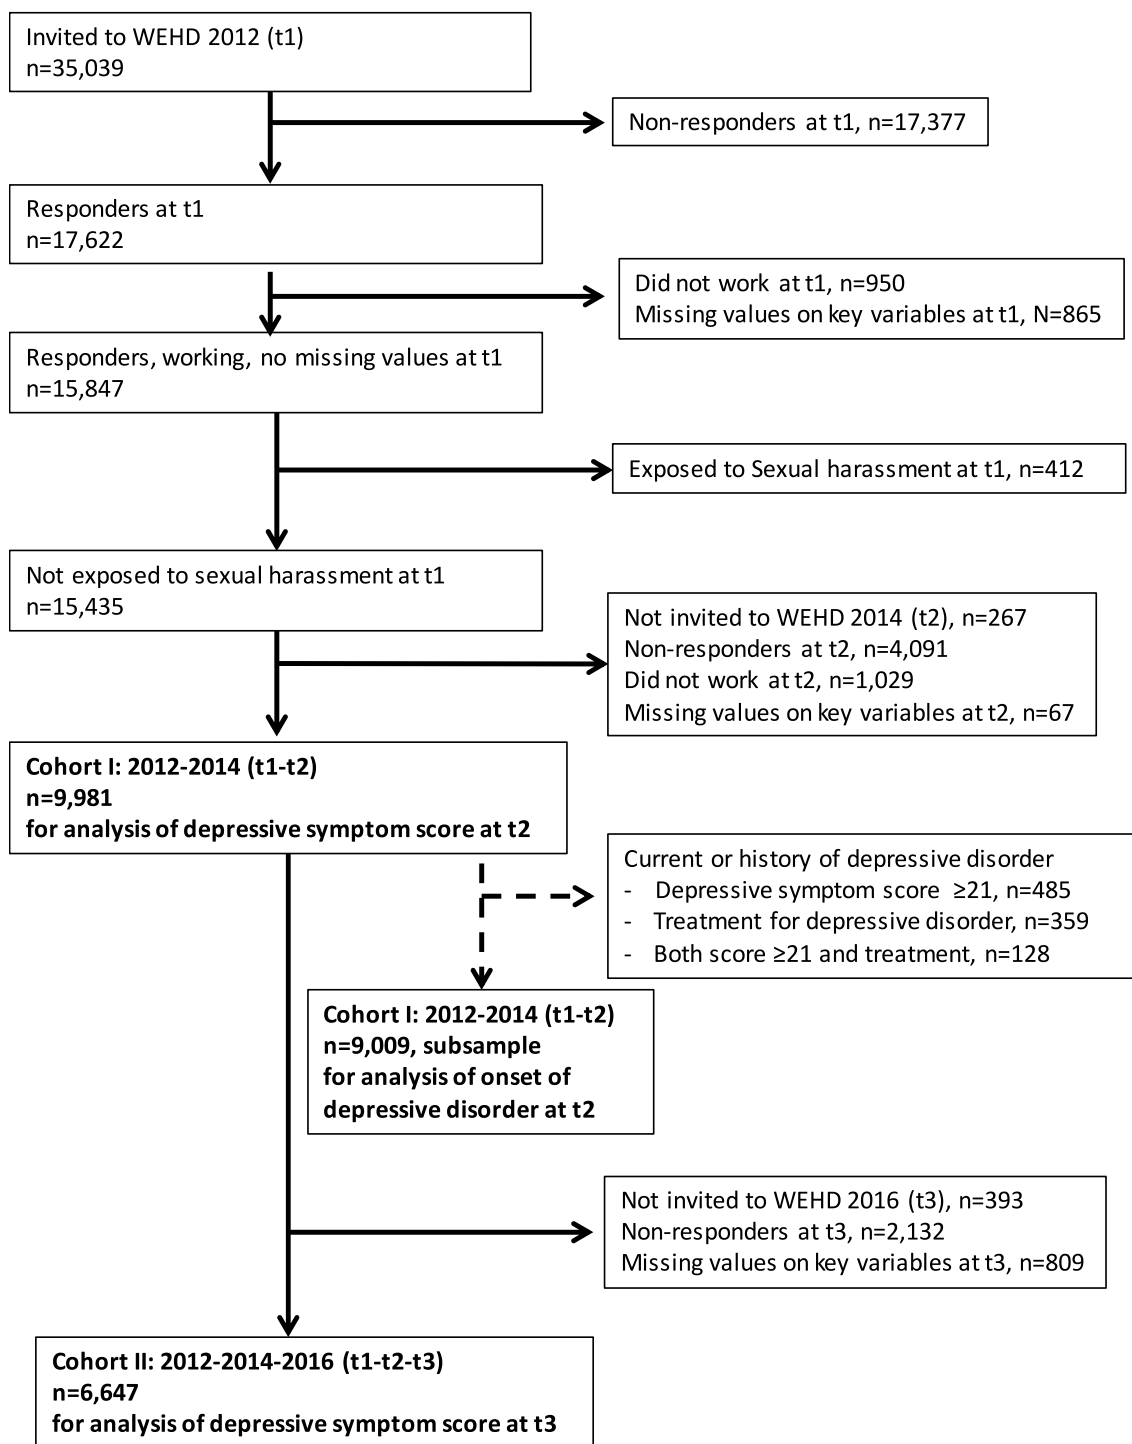 Invited to WEHD 2012 (t1)
n=35,039
Non-responders at t1, n=17,377
Responders at t1
n=17,622
Did not work at t1, n=950
Missing values on key variables at t1, N=865
Responders, working, no missing values at t1
n=15,847
Exposed to Sexual harassment at t1, n=412
Not exposed to sexual harassment at t1
n=15,435
Not invited to WEHD 2014 (t2), n=267
Non-responders at t2, n=4,091
Did not work at t2, n=1,029
Missing values on key variables at t2, n=67
Cohort I: 2012-2014 (t1-t2)
n=9,981
for analysis of depressive symptom score at t2
Current or history of depressive disorder
- Depressive symptom score ≥21, n=485
- Treatment for depressive disorder, n=359
- Both score ≥21 and treatment, n=128
Cohort I: 2012-2014 (t1-t2)
n=9,009, subsample
for analysis of onset of
depressive disorder at t2
Not invited to WEHD 2016 (t3), n=393
Non-responders at t3, n=2,132
Missing values on key variables at t3, n=809
Cohort II: 2012-2014-2016 (t1-t2-t3)
n=6,647
for analysis of depressive symptom score at t3